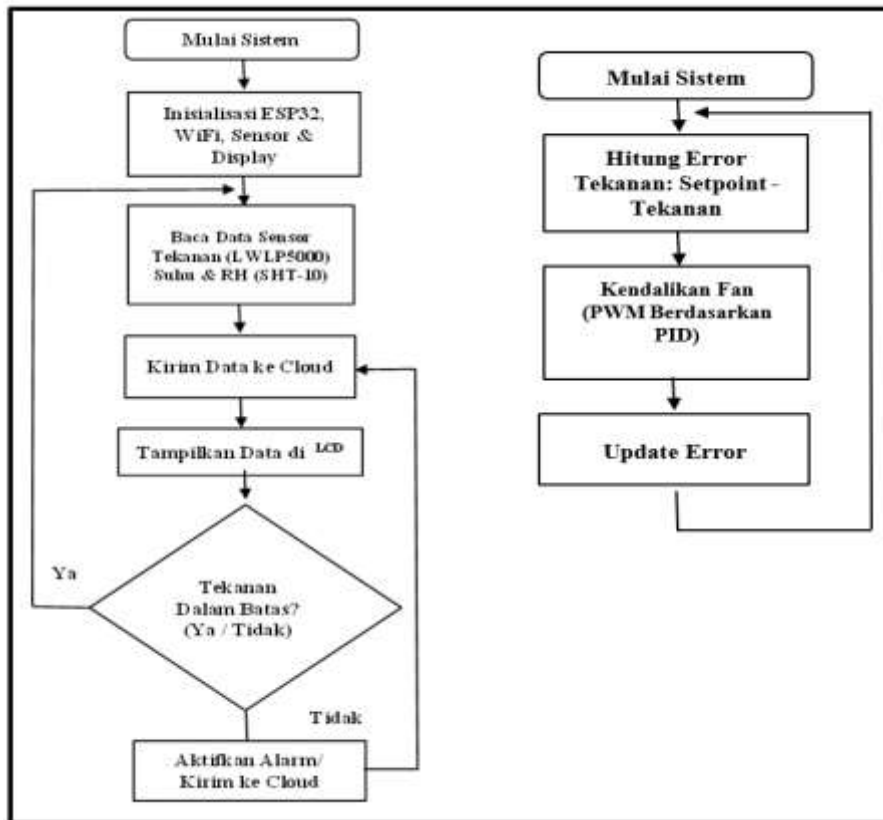 Mulai Sistem
Inisialisasi ESP32,
WiFi, Sensor &
Display
Baca Data Sensor
Tekanan (LWLP5000)
Suhu & RH (SHT-10)
Kirim Data ke Cloud
Tampilkan Data di LCD
Ya
Tekanan
Dalam Batas?
(Ya / Tidak)
Tidak
Aktifkan Alarm/
Kirim ke Cloud
Mulai Sistem
Hitung Error
Tekanan: Setpoint -
Tekanan
Kendalikan Fan
(PWM Berdasarkan
PID)
Update Error